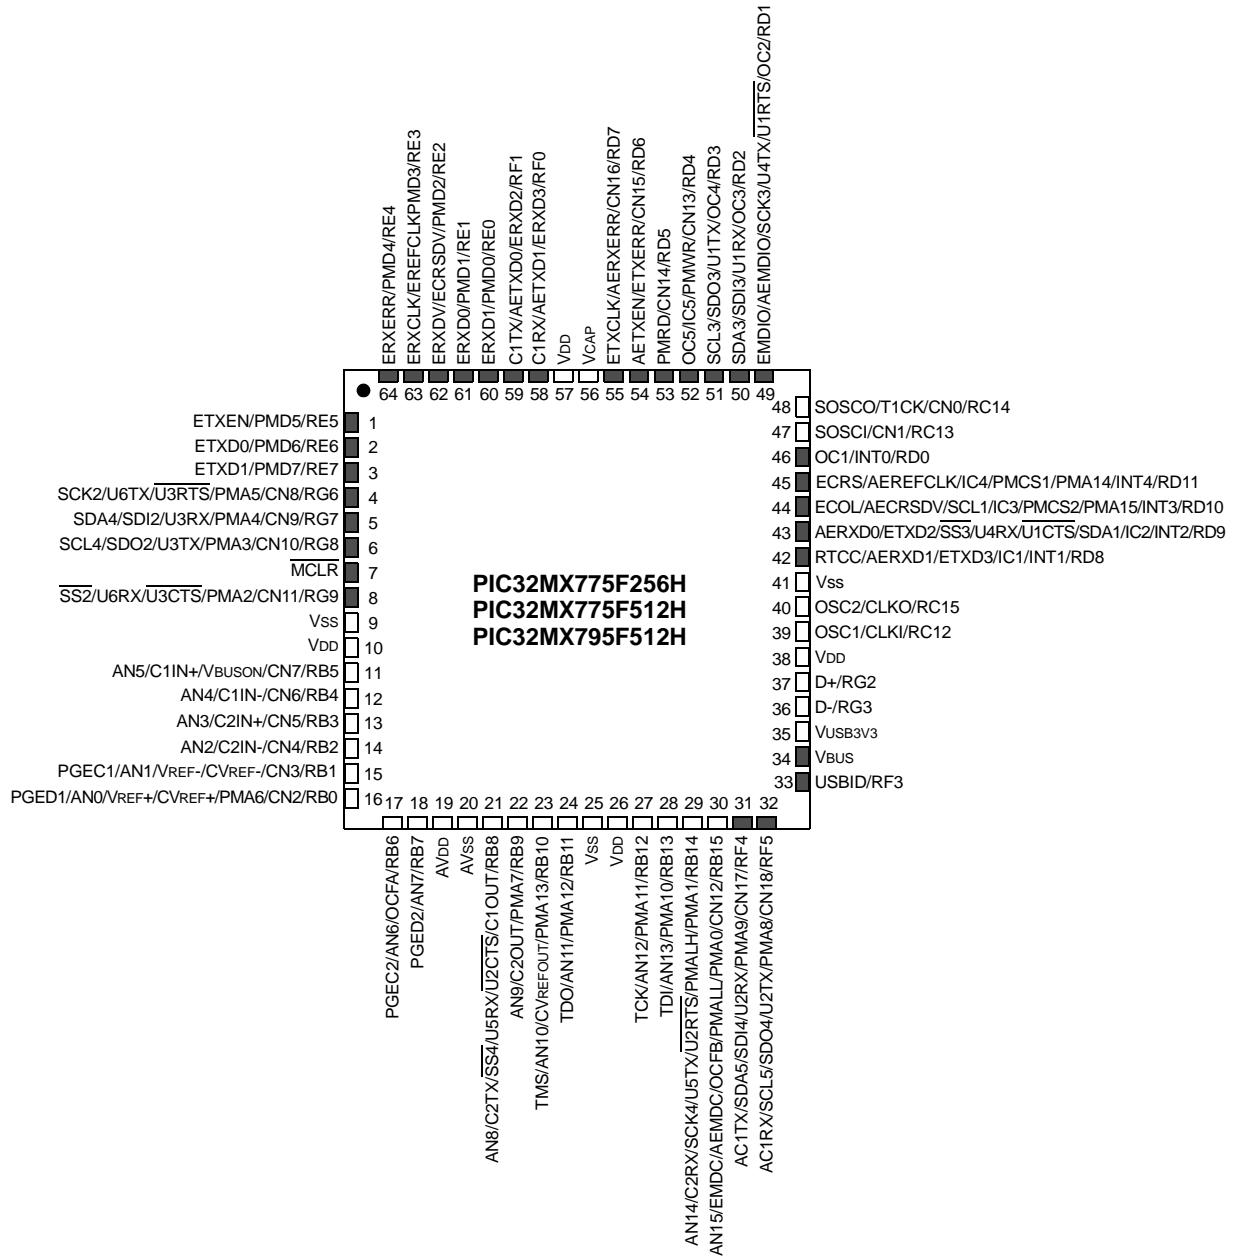 ERXERR/PMD4/RE4
ERXCLK/EREFCLKPMD3/RE3
ERXDV/ECRSDV/PMD2/RE2
ERXD0/PMD1/RE1
ERXD1/PMD0/RE0
C1TX/AETXD0/ERXD2/RF1
C1RX/AETXD1/ERXD3/RF0
VDD
VCAP
ETXCLK/AERXERR/CN16/RD7
AETXEN/ETXERR/CN15/RD6
PMRD/CN14/RD5
OC5/IC5/PMWR/CN13/RD4
SCL3/SDO3/U1TX/OC4/RD3
SDA3/SDI3/U1RX/OC3/RD2
EMDIO/AEMDIO/SCK3/U4TX/U1RTS/OC2/RD1
64 63 62 61 60 59 58 57 56 55 54 53 52 51 50 49
ETXEN/PMD5/RE5 1
ETXD0/PMD6/RE6 2
ETXD1/PMD7/RE7 3
SCK2/U6TX/U3RTS/PMA5/CN8/RG6 4
SDA4/SDI2/U3RX/PMA4/CN9/RG7 5
SCL4/SDO2/U3TX/PMA3/CN10/RG8 6
MCLR 7
SS2/U6RX/U3CTS/PMA2/CN11/RG9 8
VSS 9
VDD 10
AN5/C1IN+/VBUSON/CN7/RB5 11
AN4/C1IN-/CN6/RB4 12
AN3/C2IN+/CN5/RB3 13
AN2/C2IN-/CN4/RB2 14
PGEC1/AN1/VREF-/CVREF-/CN3/RB1 15
PGED1/AN0/VREF+/CVREF+/PMA6/CN2/RB0 16
PIC32MX775F256H
PIC32MX775F512H
PIC32MX795F512H
48 SOSCO/T1CK/CN0/RC14
47 SOSCI/CN1/RC13
46 OC1/INT0/RD0
45 ECRS/AEREFCLK/IC4/PMCS1/PMA14/INT4/RD11
44 ECOL/AECRSDV/SCL1/IC3/PMCS2/PMA15/INT3/RD10
43 AERXD0/ETXD2/SS3/U4RX/U1CTS/SDA1/IC2/INT2/RD9
42 RTCC/AERXD1/ETXD3/IC1/INT1/RD8
41 Vss
40 OSC2/CLKO/RC15
39 OSC1/CLKI/RC12
38 VDD
37 D+/RG2
36 D-/RG3
35 VUSB3V3
34 VBUS
33 USBID/RF3
17 18 19 20 21 22 23 24 25 26 27 28 29 30 31 32
PGEC2/AN6/OCFA/RB6
PGED2/AN7/RB7
AVDD
AVSS
AN8/C2TX/SS4/U5RX/U2CTS/C1OUT/RB8
AN9/C2OUT/PMA7/RB9
TMS/AN10/CVREFOUT/PMA13/RB10
TDO/AN11/PMA12/RB11
VSS
VDD
TCK/AN12/PMA11/RB12
TDI/AN13/PMA10/RB13
AN14/C2RX/SCK4/U5TX/U2RTS/PMALH/PMA1/RB14
AN15/EMDC/AEMDC/OCFB/PMALL/PMA0/CN12/RB15
AC1TX/SDA5/SDI4/U2RX/PMA9/CN17/RF4
AC1RX/SCL5/SDO4/U2TX/PMA8/CN18/RF5